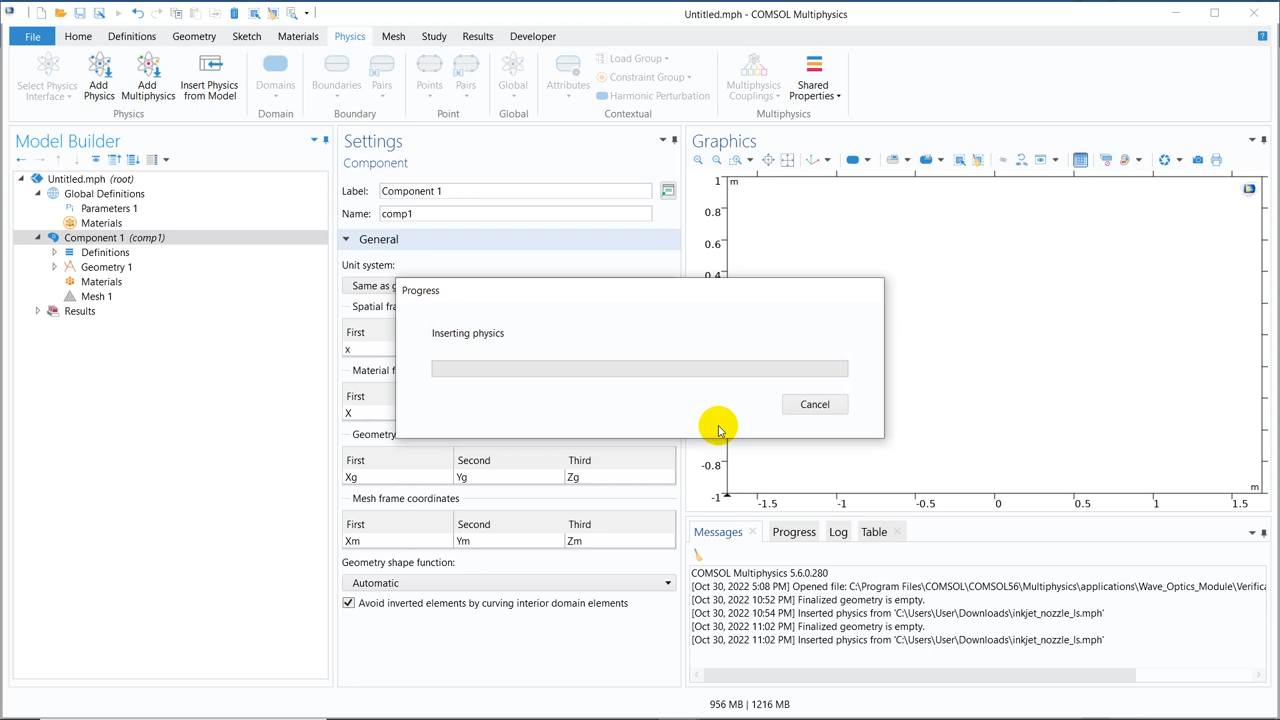 Untitled.mph - COMSOL Multiphysics
File Home Definitions Geometry Sketch Materials Physics Mesh Study Results Developer
Select Physics Interface
Add Physics
Add Multiphysics
Insert Physics from Model
Domains
Boundaries
Pairs
Points
Pairs
Global
Attributes
Load Group
Constraint Group
Harmonic Perturbation
Multiphysics Couplings
Shared Properties
Physics
Domain
Boundary
Point
Global
Contextual
Multiphysics
Model Builder
Untitled.mph (root)
Global Definitions
Pi Parameters 1
Materials
Component 1 (comp1)
Definitions
Geometry 1
Materials
Mesh 1
Results
Settings
Component
Label: Component 1
Name: comp1
General
Unit system:
Same as g
Spatial fra
First
x
Material f
First
X
Geometry
First Second Third
Xg Yg Zg
Mesh frame coordinates
First Second Third
Xm Ym Zm
Geometry shape function:
Automatic
Avoid inverted elements by curving interior domain elements
Progress
Inserting physics
Cancel
Graphics
1
m
0.8
0.6
0.4
-0.8
-1
m
-1.5 -1 -0.5 0 0.5 1 1.5
Messages Progress Log Table
COMSOL Multiphysics 5.6.0.280
[Oct 30, 2022 5:08 PM] Opened file: C:\Program Files\COMSOL\COMSOL56\Multiphysics\applications\Wave_Optics_Module\Verifica
[Oct 30, 2022 10:52 PM] Finalized geometry is empty.
[Oct 30, 2022 10:54 PM] Inserted physics from 'C:\Users\User\Downloads\inkjet_nozzle_ls.mph'
[Oct 30, 2022 11:02 PM] Finalized geometry is empty.
[Oct 30, 2022 11:02 PM] Inserted physics from 'C:\Users\User\Downloads\inkjet_nozzle_ls.mph'
956 MB | 1216 MB